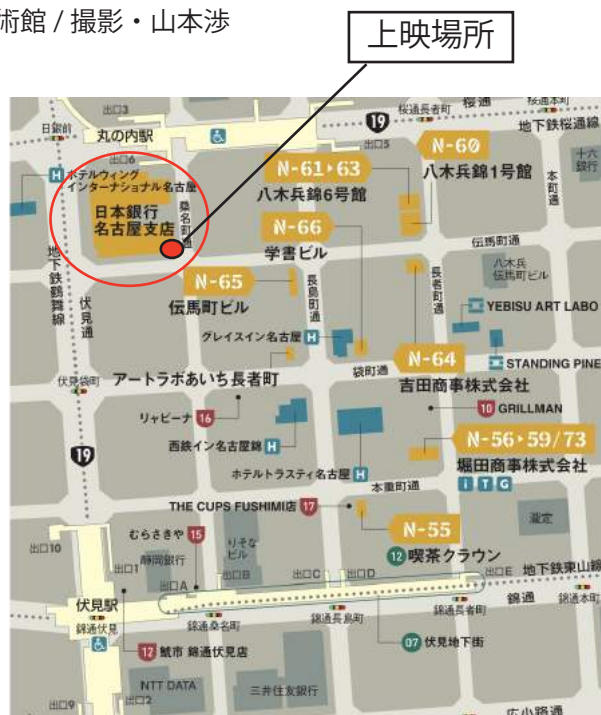 術館 / 撮影・山本渉
上映場所
出口3
桜通長者町
桜通
桜通本町
日銀前
丸の内駅
19
地下鉄桜通線
出口6
出口5
N-60
八木兵錦1号館
十六
銀行
H ホテルウィング
インターナショナル名古屋
N-61▸63
八木兵錦6号館
本町通
日本銀行
名古屋支店
桑名町通
N-66
学書ビル
伝馬町通
地下鉄鶴舞線
伏見通
N-65
伝馬町ビル
長島町通
長者町通
八木兵
伝馬町ビル
YEBISU ART LABO
グレイスイン名古屋 H
N-64
吉田商事株式会社
STANDING PINE
伏見袋町
アートラボあいち長者町
袋町通
リャビーナ 16
10 GRILLMAN
19
西鉄イン名古屋錦 H
N-56▸59/73
堀田商事株式会社
i T G
ホテルトラスティ名古屋 H
本重町通
THE CUPS FUSHIMI店 17
N-55
瀧定
むらさきや 15
りそな
ビル
12 喫茶クラウン
出口10
出口1
静岡銀行
出口A
出口B
出口C
出口D
出口E
地下鉄東山線
伏見駅
錦通伏見
錦通桑名町
錦通長島町
錦通長者町
錦通
錦通本町
12 鯱市 錦通伏見店
07 伏見地下街
NTT DATA
三井住友銀行
出口9
出口2
広小路通